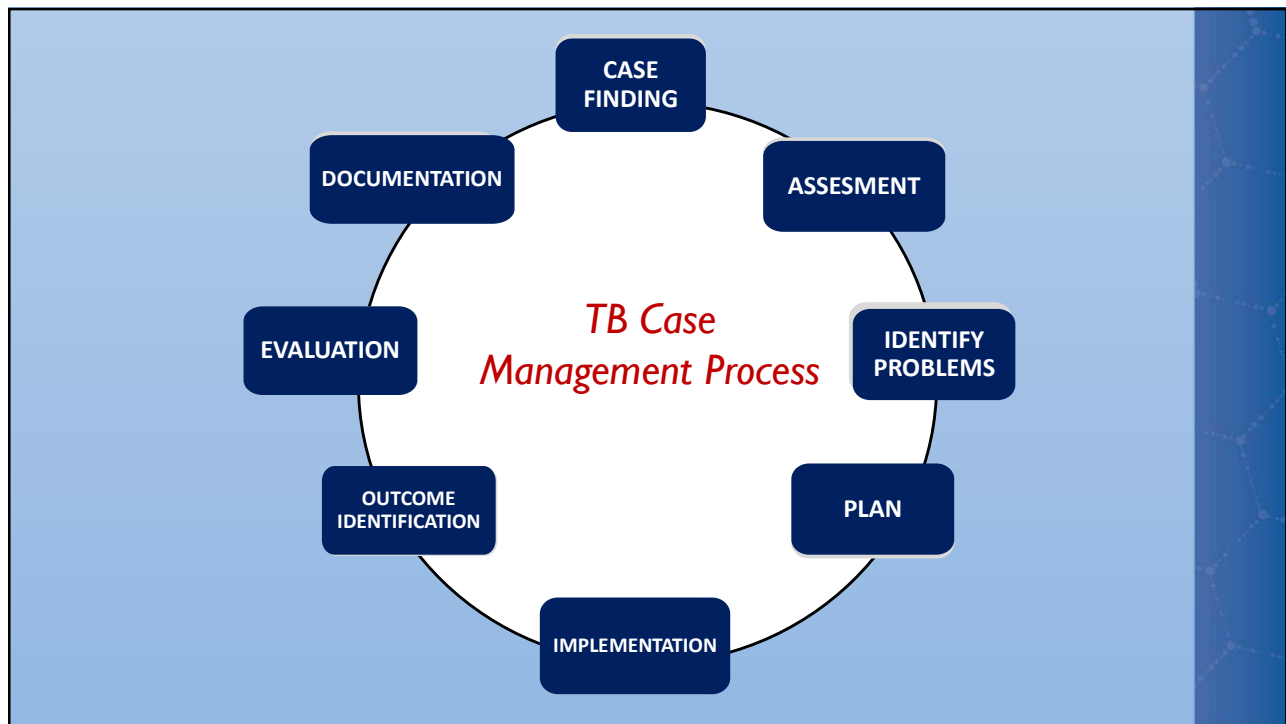 CASE
FINDING
ASSESMENT
IDENTIFY
PROBLEMS
PLAN
IMPLEMENTATION
OUTCOME
IDENTIFICATION
EVALUATION
DOCUMENTATION
TB Case
Management Process